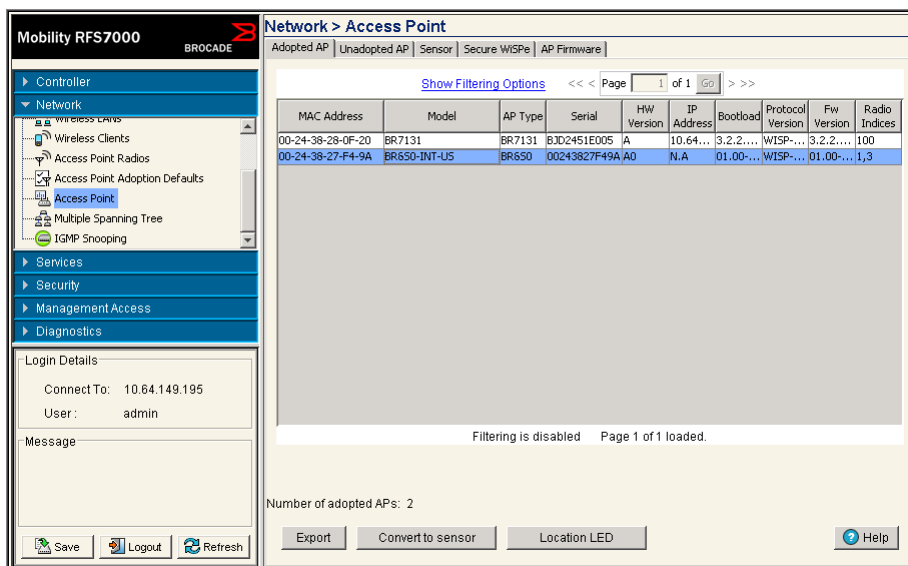 Mobility RFS7000
BROCADE
Controller
Network
Wireless LANs
Wireless Clients
Access Point Radios
Access Point Adoption Defaults
Access Point
Multiple Spanning Tree
IGMP Snooping
Services
Security
Management Access
Diagnostics
Login Details
Connect To: 10.64.149.195
User : admin
Message
Save Logout Refresh
Network > Access Point
Adopted AP Unadopted AP Sensor Secure WiSPe AP Firmware
Show Filtering Options << < Page 1 of 1 Go > >>
MAC Address Model AP Type Serial HW Version IP Address Bootload Protocol Version Fw Version Radio Indices
00-24-38-28-0F-20 BR7131 BR7131 BJD2451E005 A 10.64... 3.2.2.... WISP-... 3.2.2.... 100
00-24-38-27-F4-9A BR650-INT-US BR650 00243827F49A A0 N.A 01.00-... WISP-... 01.00-... 1,3
Filtering is disabled Page 1 of 1 loaded.
Number of adopted APs: 2
Export Convert to sensor Location LED ? Help